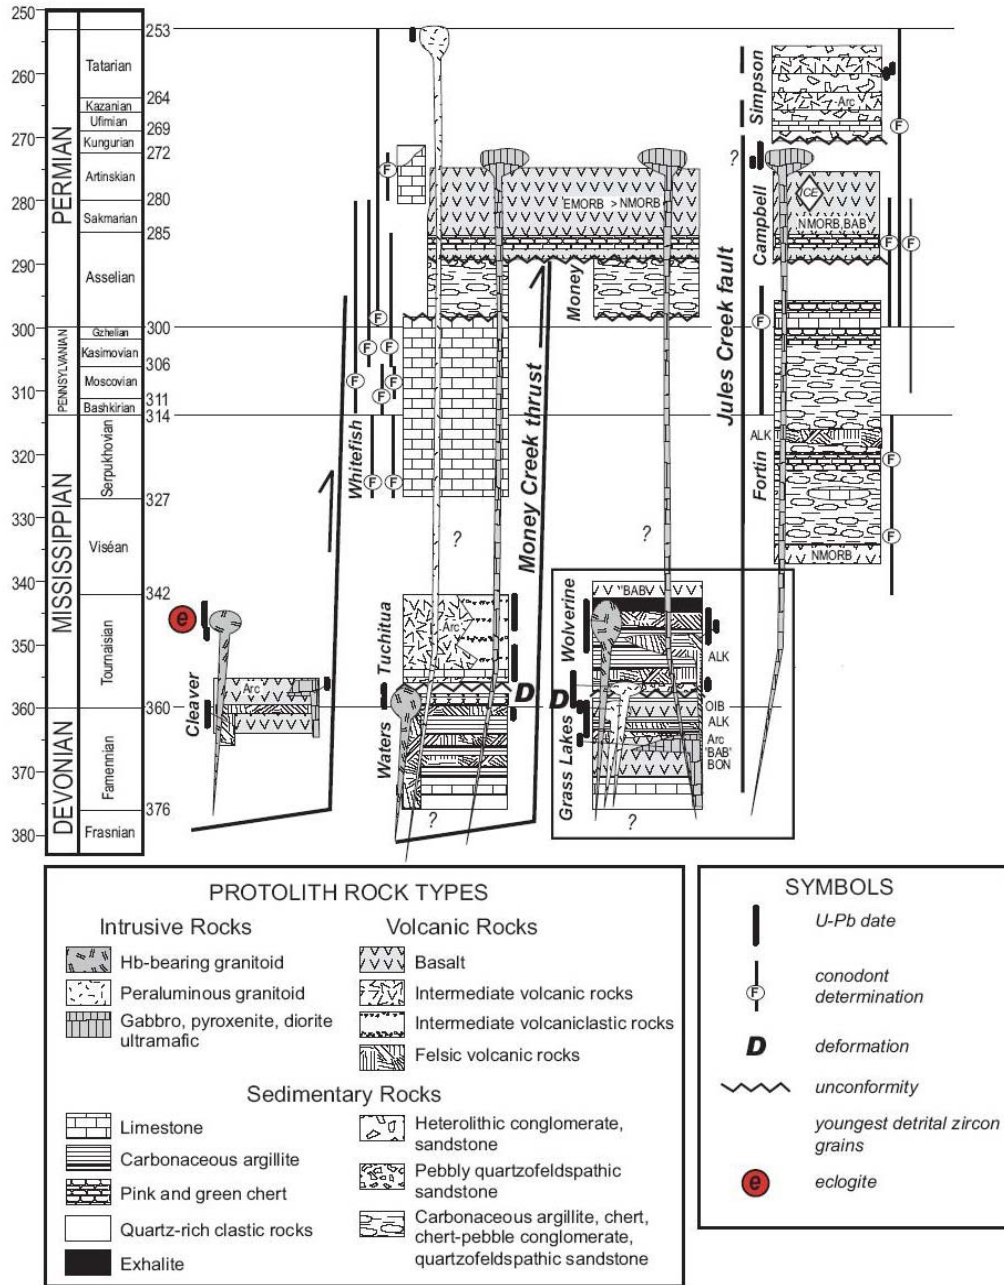 250
253
260
264
269
270
272
280
280
285
290
300
300
306
310
311
314
320
327
330
340
342
350
360
360
370
376
380
PERMIAN
PENNSYLVANIAN
MISSISSIPPIAN
DEVONIAN
Tatarian
Kazanian
Ufimian
Kungurian
Artinskian
Sakmarian
Asselian
Gzhelian
Kasimovian
Moscovian
Bashkirian
Serpukhovian
Viséan
Tournaisian
Famennian
Frasnian
e
Cleaver
Arc
Whitefish
F
F
F
F
F
F
F
F
F
EMORB > NMORB
Money
Money Creek thrust
?
Tuchitua
Arc
Waters
D
?
?
Wolverine
"BAB"
ALK
D
Grass Lakes
OIB
ALK
Arc
'BAB'
BON
?
Jules Creek fault
?
Simpson
Arc
F
Campbell
ICE
NMORB,BAB
F
F
F
Fortin
ALK
F
F
NMORB
PROTOLITH ROCK TYPES
Intrusive Rocks
Hb-bearing granitoid
Peraluminous granitoid
Gabbro, pyroxenite, diorite
ultramafic
Volcanic Rocks
Basalt
Intermediate volcanic rocks
Intermediate volcaniclastic rocks
Felsic volcanic rocks
Sedimentary Rocks
Limestone
Carbonaceous argillite
Pink and green chert
Quartz-rich clastic rocks
Exhalite
Heterolithic conglomerate,
sandstone
Pebbly quartzofeldspathic
sandstone
Carbonaceous argillite, chert,
chert-pebble conglomerate,
quartzofeldspathic sandstone
SYMBOLS
U-Pb date
F
conodont
determination
D
deformation
unconformity
youngest detrital zircon
grains
e
eclogite